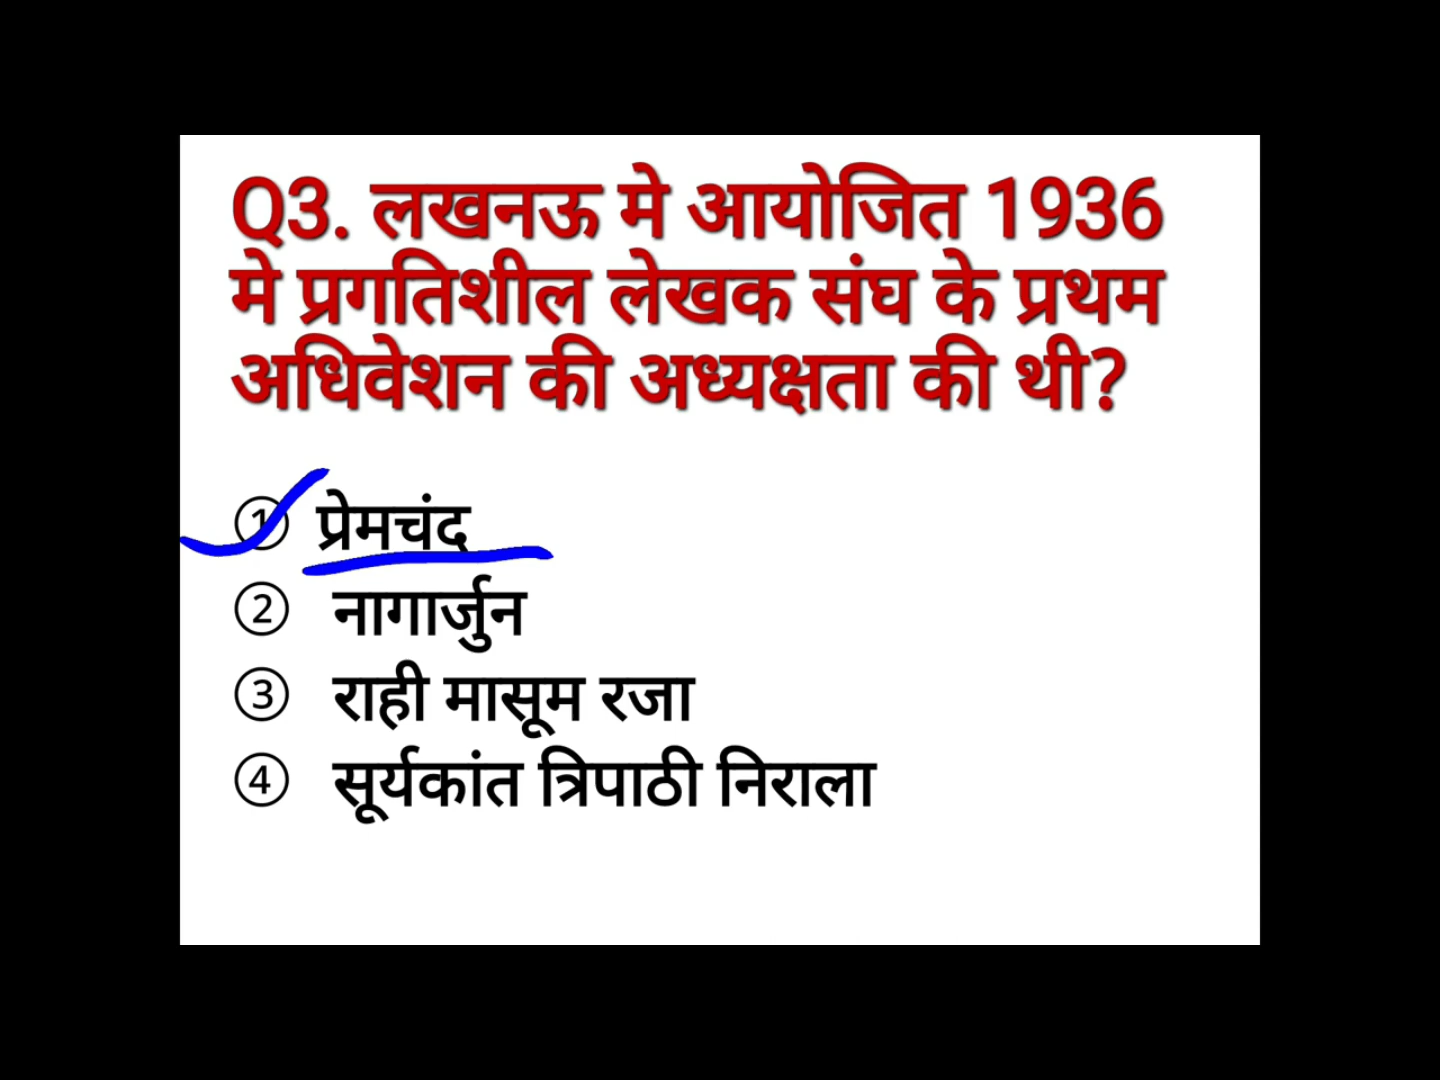 Q3. लखनऊ मे आयोजित 1936
मे प्रगतिशील लेखक संघ के प्रथम
अधिवेशन की अध्यक्षता की थी?
① प्रेमचंद
② नागार्जुन
③ राही मासूम रजा
④ सूर्यकांत त्रिपाठी निराला